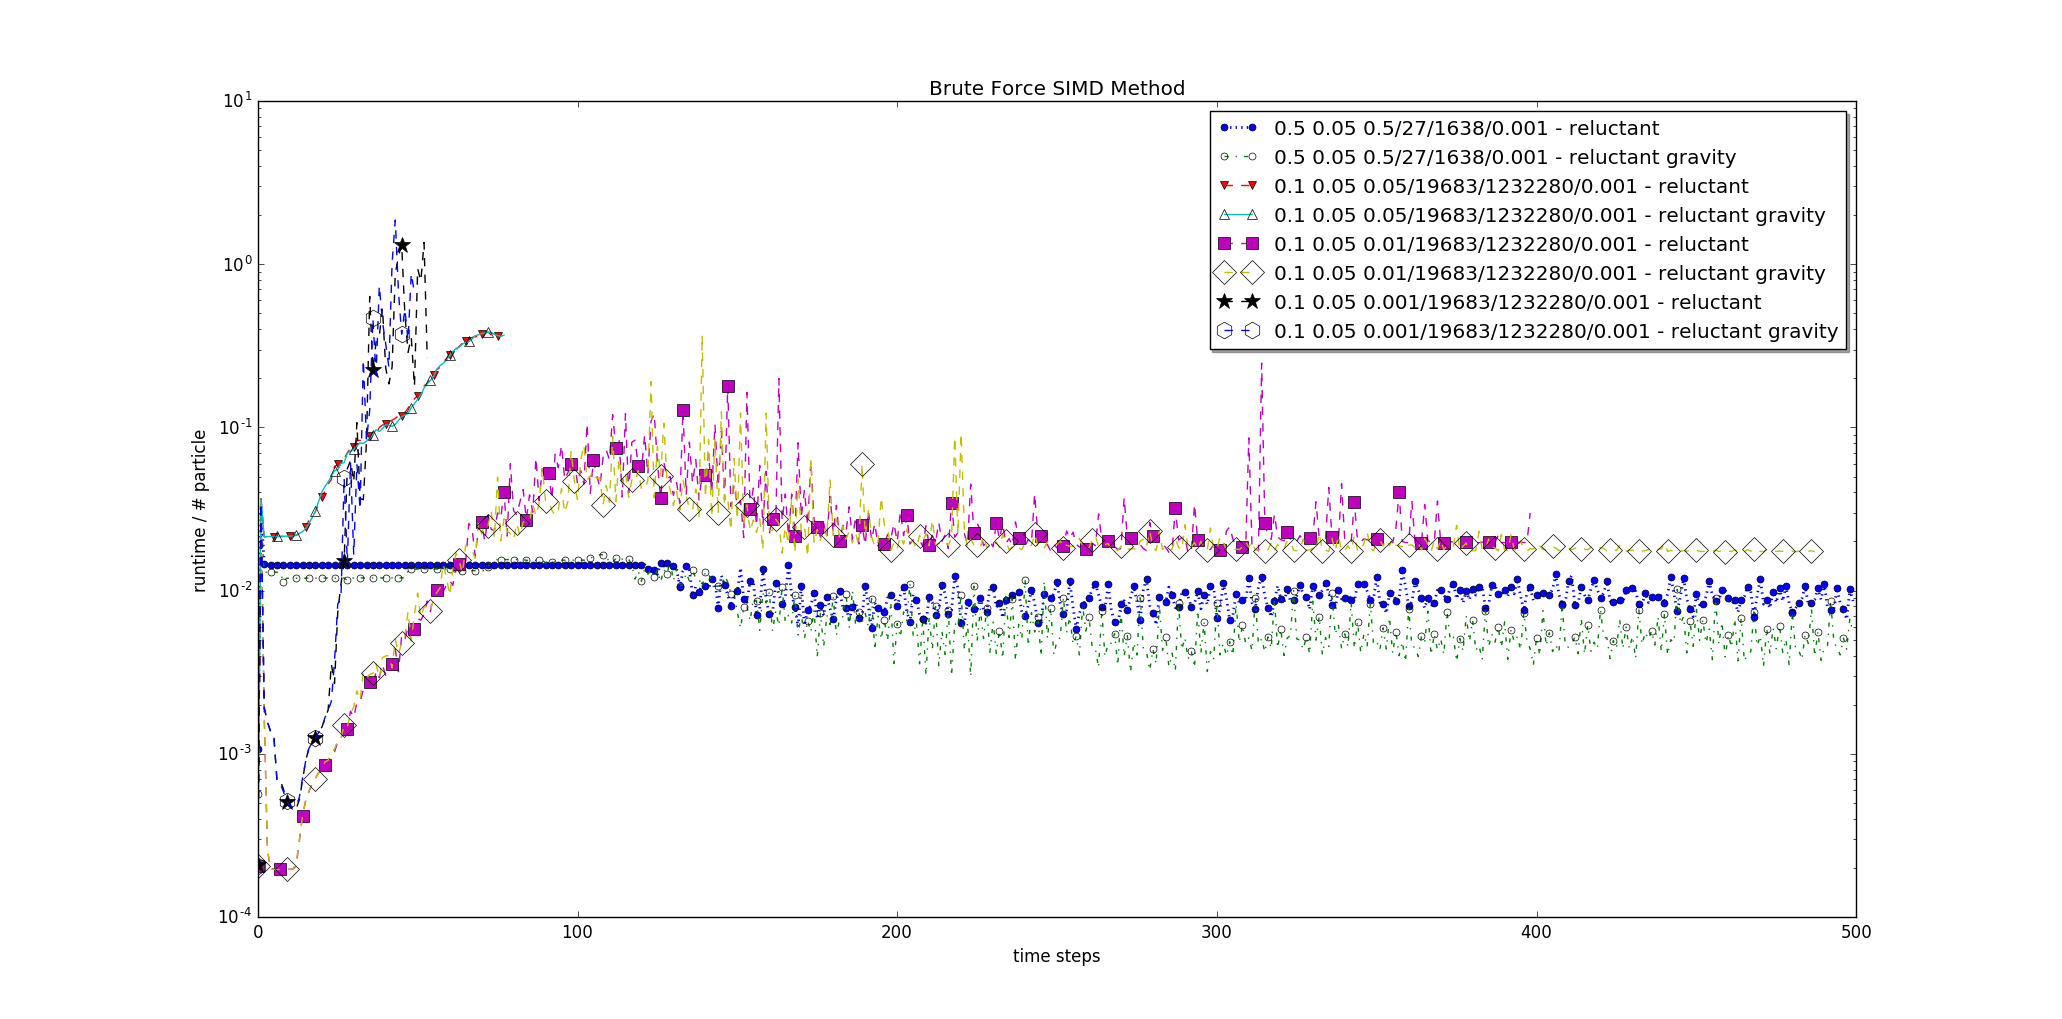 Brute Force SIMD Method
10^1
10^0
10^-1
10^-2
10^-3
10^-4
runtime / # particle
0.5 0.05 0.5/27/1638/0.001 - reluctant
0.5 0.05 0.5/27/1638/0.001 - reluctant gravity
0.1 0.05 0.05/19683/1232280/0.001 - reluctant
0.1 0.05 0.05/19683/1232280/0.001 - reluctant gravity
0.1 0.05 0.01/19683/1232280/0.001 - reluctant
0.1 0.05 0.01/19683/1232280/0.001 - reluctant gravity
0.1 0.05 0.001/19683/1232280/0.001 - reluctant
0.1 0.05 0.001/19683/1232280/0.001 - reluctant gravity
0 100 200 300 400 500
time steps